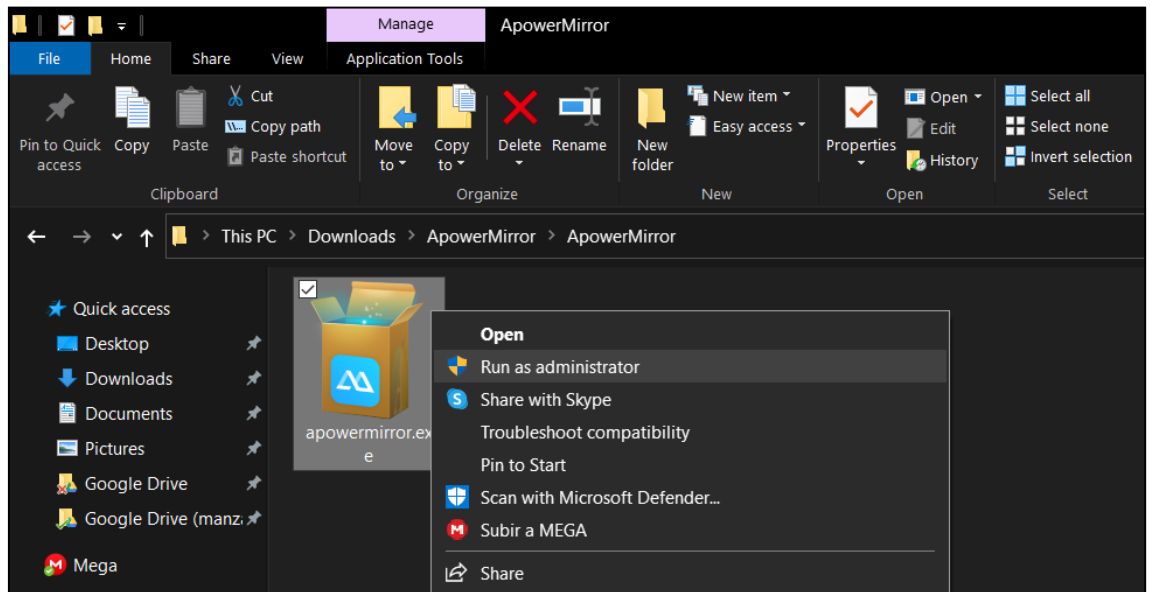 Manage
ApowerMirror
File
Home
Share
View
Application Tools
Pin to Quick
access
Copy
Paste
Cut
Copy path
Paste shortcut
Clipboard
Move
to
Copy
to
Delete
Rename
Organize
New
folder
New item
Easy access
New
Properties
Open
Edit
History
Open
Select all
Select none
Invert selection
Select
This PC > Downloads > ApowerMirror > ApowerMirror
Quick access
Desktop
Downloads
Documents
Pictures
Google Drive
Google Drive (manz
Mega
apowermirror.ex
e
Open
Run as administrator
Share with Skype
Troubleshoot compatibility
Pin to Start
Scan with Microsoft Defender...
Subir a MEGA
Share